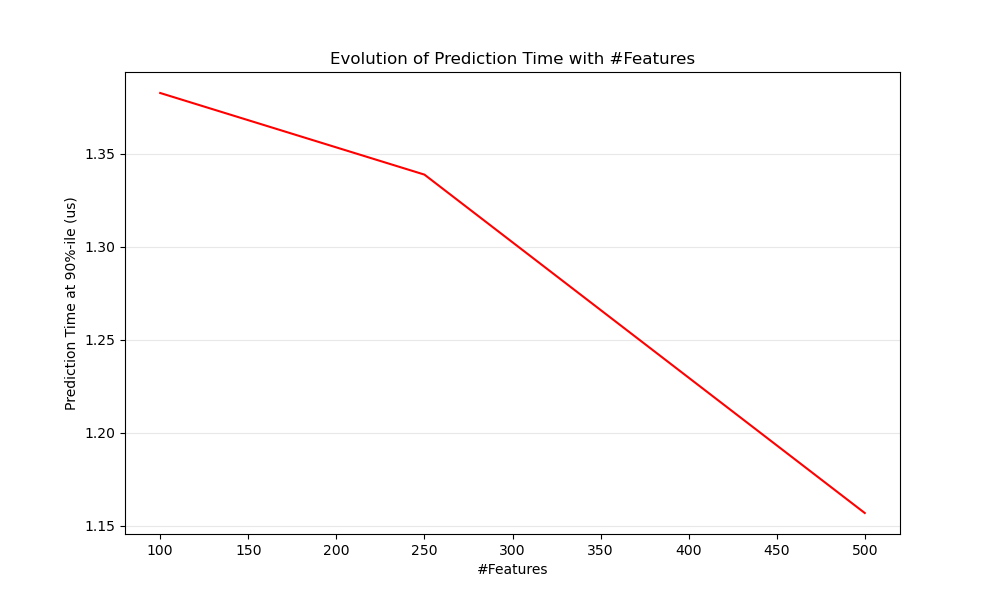 Evolution of Prediction Time with #Features
Prediction Time at 90%-ile (us)
1.35
1.30
1.25
1.20
1.15
100 150 200 250 300 350 400 450 500
#Features